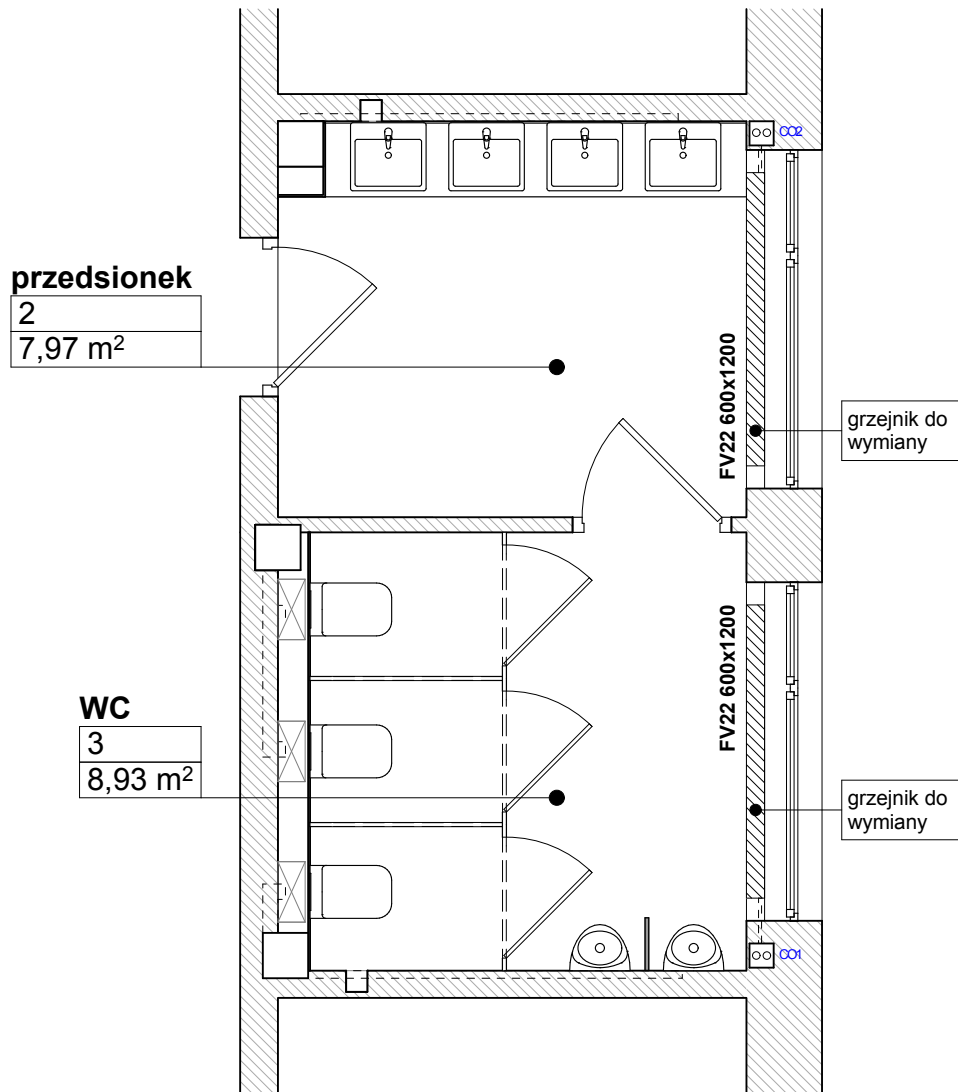 CO2
przedsionek
2
7,97 m²
FV22 600x1200
grzejnik do
wymiany
FV22 600x1200
WC
3
8,93 m²
grzejnik do
wymiany
CO1